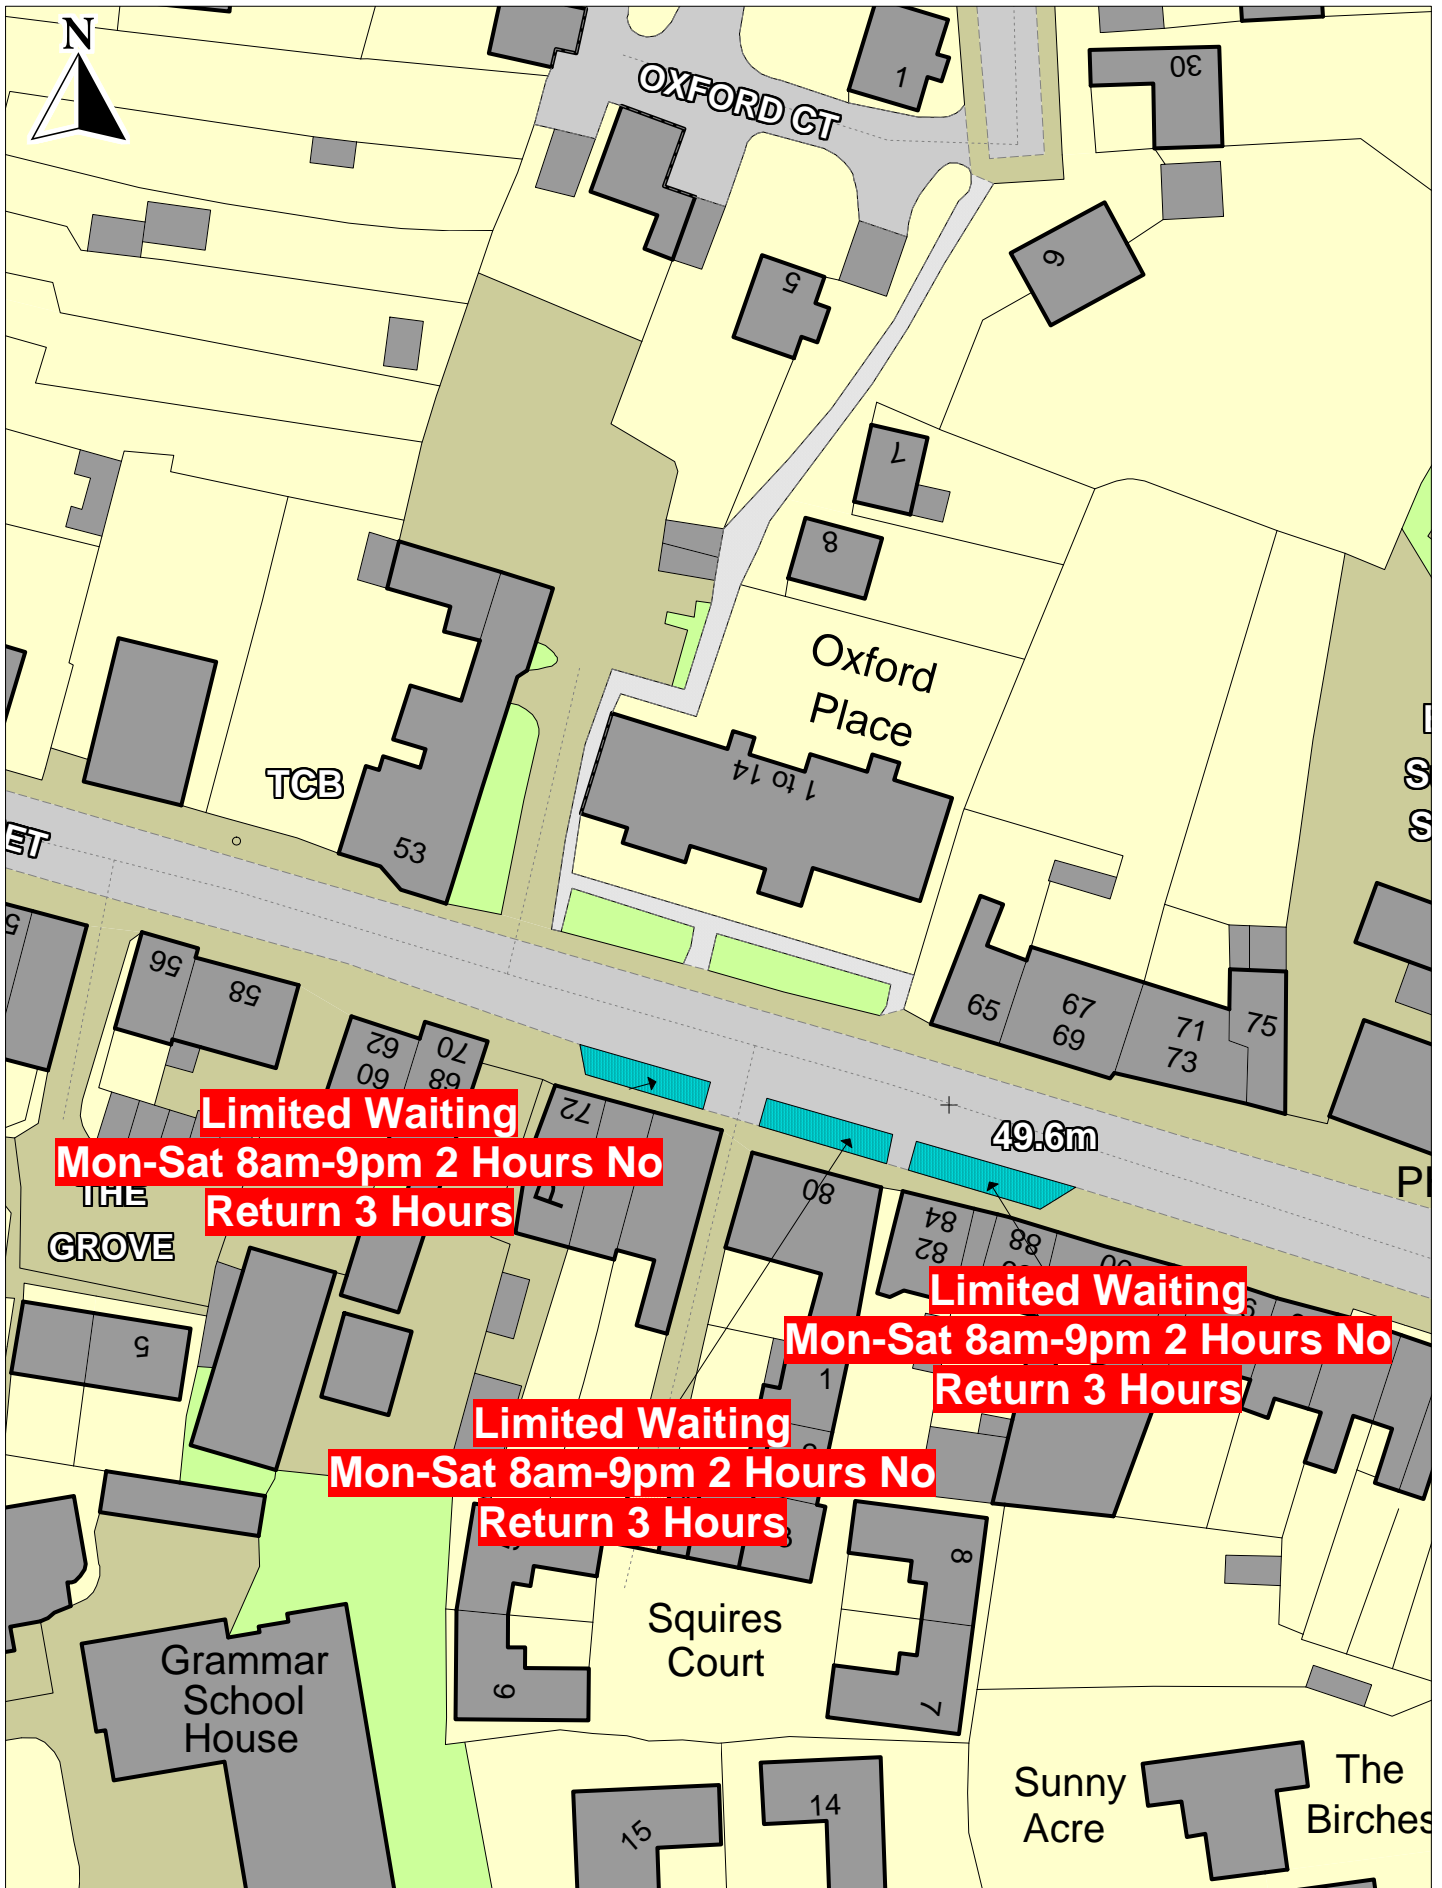 N
OXFORD CT
1
30
6
5
7
8
Oxford
Place
1 to 14
TCB
53
ET
S
S
56
58
62
60
70
68
72
65
67
69
71
73
75
49.6m
Limited Waiting
Mon-Sat 8am-9pm 2 Hours No
Return 3 Hours
THE
GROVE
80
84
82
88
Limited Waiting
Mon-Sat 8am-9pm 2 Hours No
Return 3 Hours
5
1
Limited Waiting
Mon-Sat 8am-9pm 2 Hours No
Return 3 Hours
8
Squires
Court
Grammar
School
House
9
7
Sunny
Acre
The
Birches
14
15